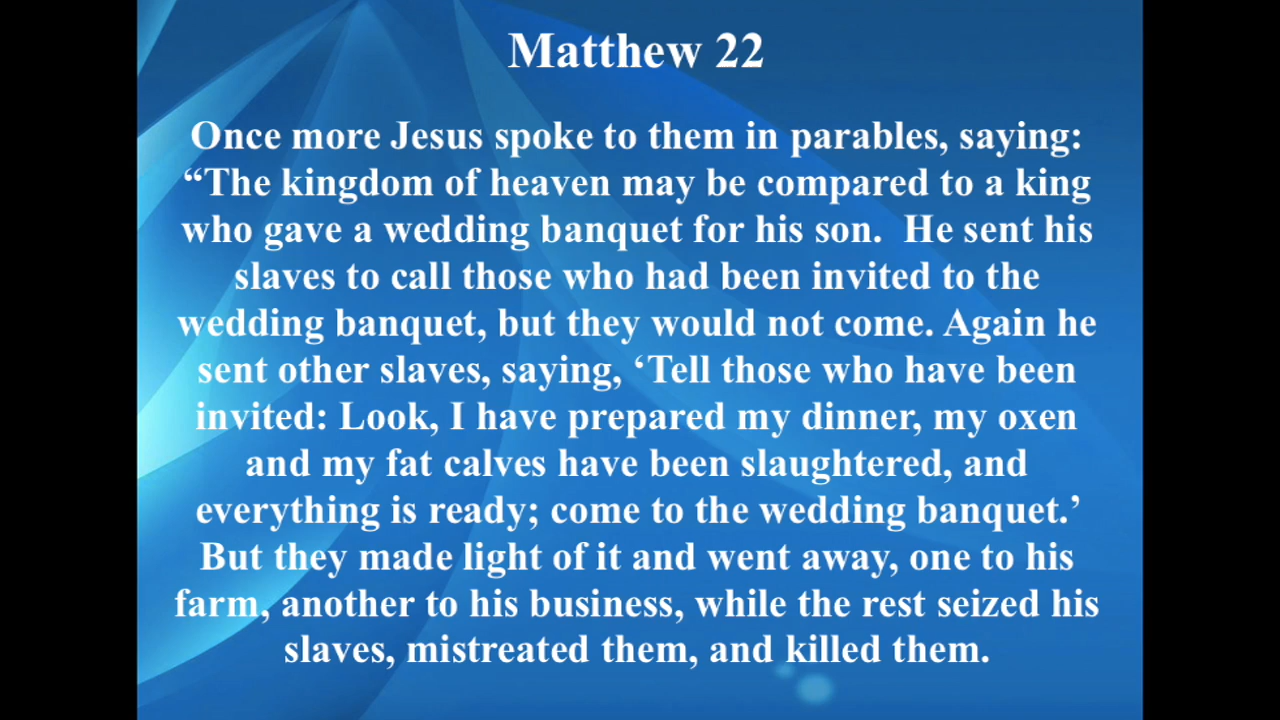 Matthew 22
Once more Jesus spoke to them in parables, saying:
“The kingdom of heaven may be compared to a king
who gave a wedding banquet for his son.  He sent his
slaves to call those who had been invited to the
wedding banquet, but they would not come. Again he
sent other slaves, saying, ‘Tell those who have been
invited: Look, I have prepared my dinner, my oxen
and my fat calves have been slaughtered, and
everything is ready; come to the wedding banquet.’
But they made light of it and went away, one to his
farm, another to his business, while the rest seized his
slaves, mistreated them, and killed them.